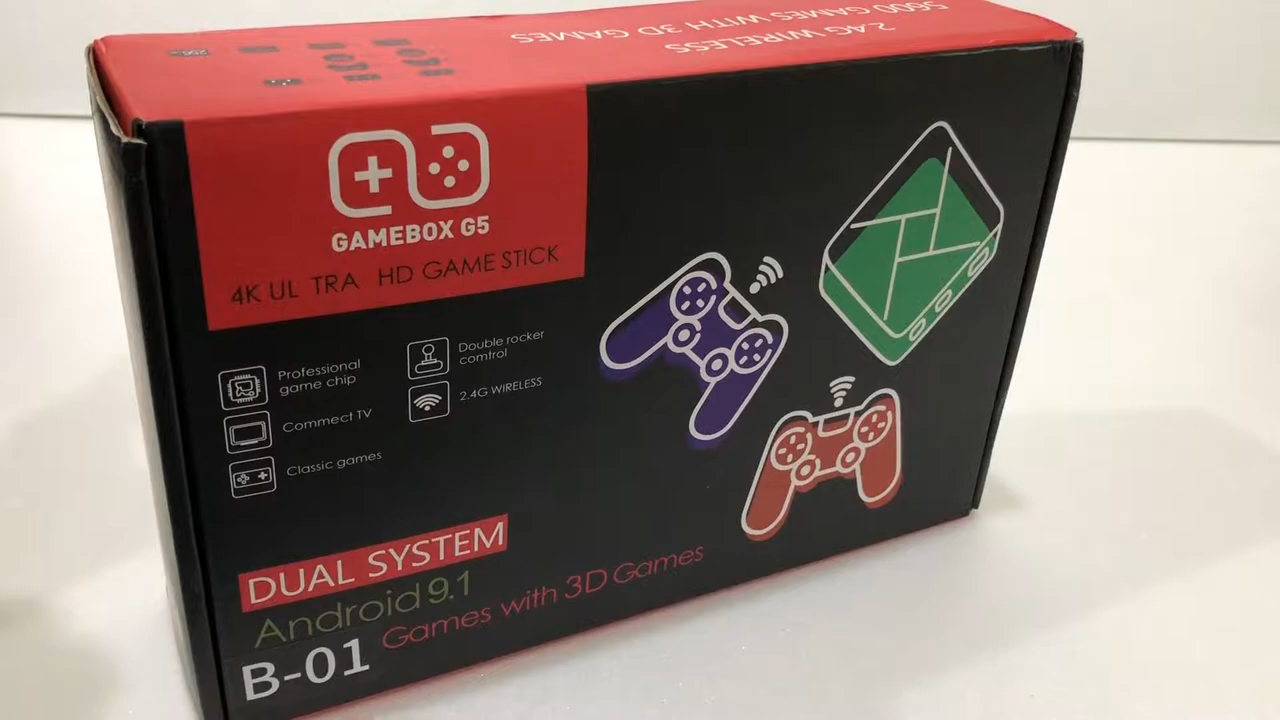 5600 GAMES WITH 3D GAMES
2.4G WIRELESS
GAMEBOX G5
4K UL TRA HD GAME STICK
Professional
game chip
Double rocker
comtrol
Commect TV
2.4G WIRELESS
Classic games
DUAL SYSTEM
Android 9.1
B-01 Games with 3D Games